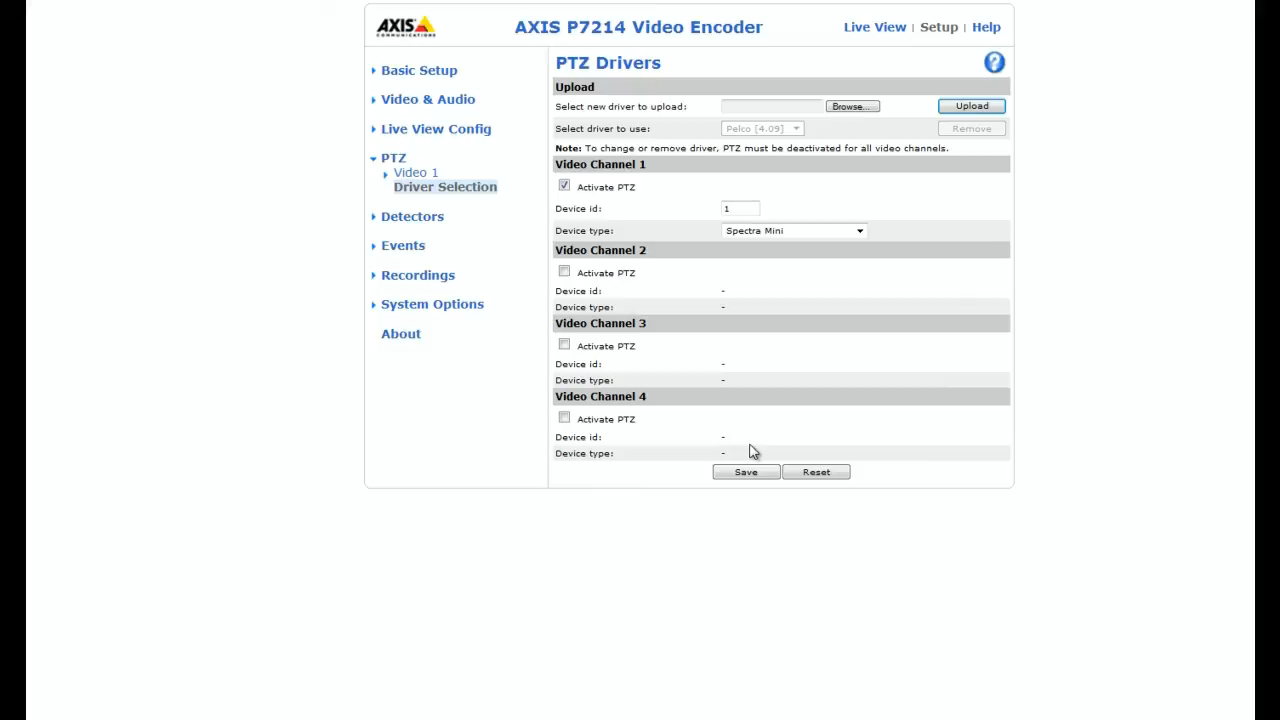 AXIS
COMMUNICATIONS
AXIS P7214 Video Encoder
Live View | Setup | Help
Basic Setup
Video & Audio
Live View Config
PTZ
Video 1
Driver Selection
Detectors
Events
Recordings
System Options
About
PTZ Drivers
?
Upload
Select new driver to upload: Browse... Upload
Select driver to use: Pelco [4.09] Remove
Note: To change or remove driver, PTZ must be deactivated for all video channels.
Video Channel 1
Activate PTZ
Device id: 1
Device type: Spectra Mini
Video Channel 2
Activate PTZ
Device id: -
Device type: -
Video Channel 3
Activate PTZ
Device id: -
Device type: -
Video Channel 4
Activate PTZ
Device id: -
Device type: -
Save Reset